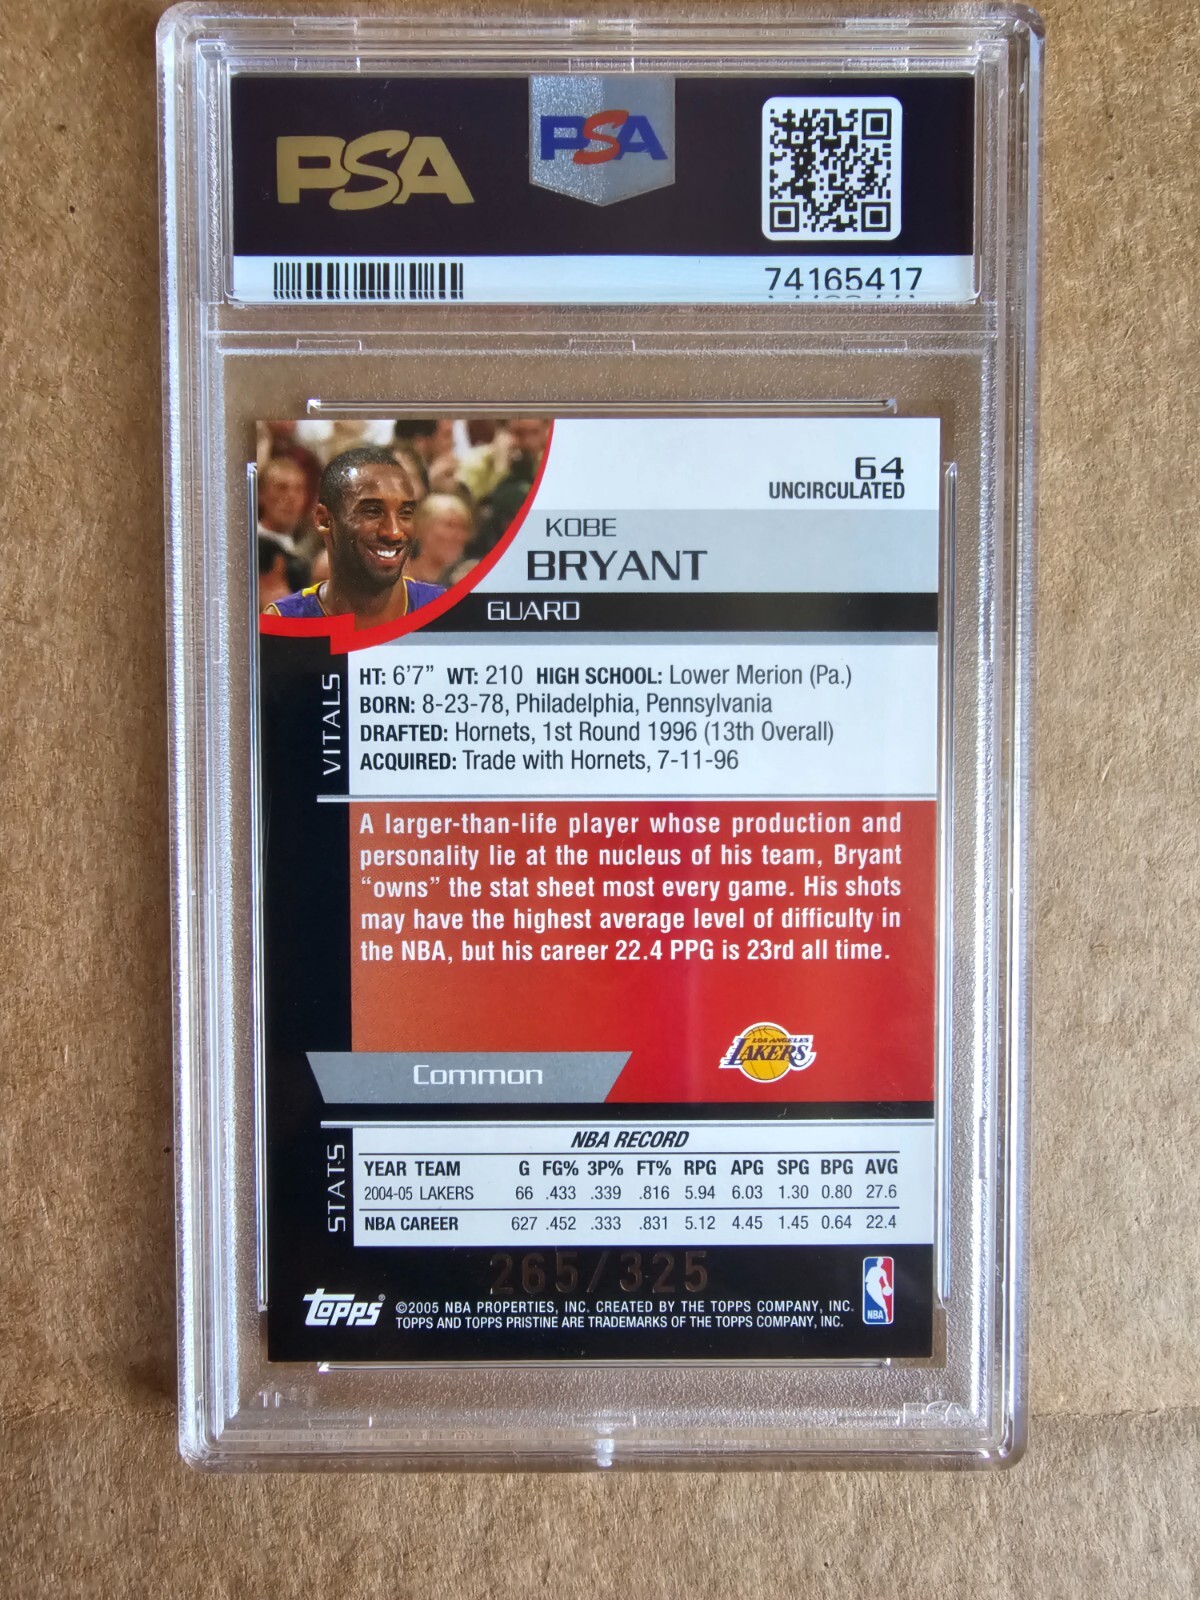 PSA
PSA
74165417
64
UNCIRCULATED
KOBE
BRYANT
GUARD
VITALS
HT: 6'7" WT: 210 HIGH SCHOOL: Lower Merion (Pa.)
BORN: 8-23-78, Philadelphia, Pennsylvania
DRAFTED: Hornets, 1st Round 1996 (13th Overall)
ACQUIRED: Trade with Hornets, 7-11-96
A larger-than-life player whose production and
personality lie at the nucleus of his team, Bryant
“owns” the stat sheet most every game. His shots
may have the highest average level of difficulty in
the NBA, but his career 22.4 PPG is 23rd all time.
LOS ANGELES
LAKERS
Common
STATS
NBA RECORD
YEAR TEAM G FG% 3P% FT% RPG APG SPG BPG AVG
2004-05 LAKERS 66 .433 .339 .816 5.94 6.03 1.30 0.80 27.6
NBA CAREER 627 .452 .333 .831 5.12 4.45 1.45 0.64 22.4
265/325
topps® ©2005 NBA PROPERTIES, INC. CREATED BY THE TOPPS COMPANY, INC.
TOPPS AND TOPPS PRISTINE ARE TRADEMARKS OF THE TOPPS COMPANY, INC.
NBA
PSA